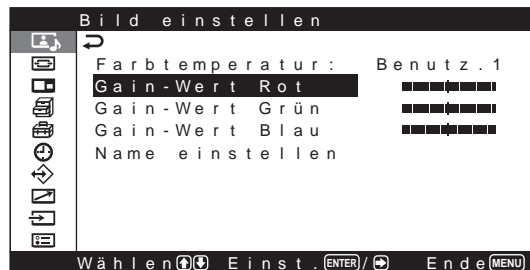 Bild einstellen
Farbtemperatur: Benutz.1
Gain-Wert Rot
Gain-Wert Grün
Gain-Wert Blau
Name einstellen
Wählen Einst.ENTER/ Ende MENU